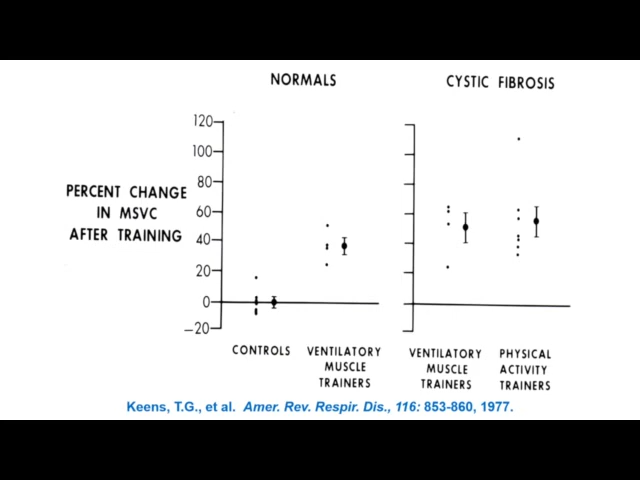 NORMALS
CYSTIC FIBROSIS
PERCENT CHANGE
IN MSVC
AFTER TRAINING
120
100
80
60
40
20
0
–20
CONTROLS
VENTILATORY
MUSCLE
TRAINERS
VENTILATORY
MUSCLE
TRAINERS
PHYSICAL
ACTIVITY
TRAINERS
Keens, T.G., et al. Amer. Rev. Respir. Dis., 116: 853-860, 1977.